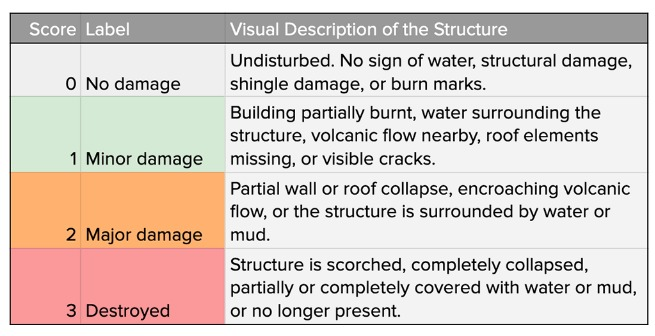 Score Label Visual Description of the Structure
Undisturbed. No sign of water, structural damage,
0 No damage shingle damage, or burn marks.
Building partially burnt, water surrounding the
structure, volcanic flow nearby, roof elements
1 Minor damage missing, or visible cracks.
Partial wall or roof collapse, encroaching volcanic
flow, or the structure is surrounded by water or
2 Major damage mud.
Structure is scorched, completely collapsed,
partially or completely covered with water or mud,
3 Destroyed or no longer present.